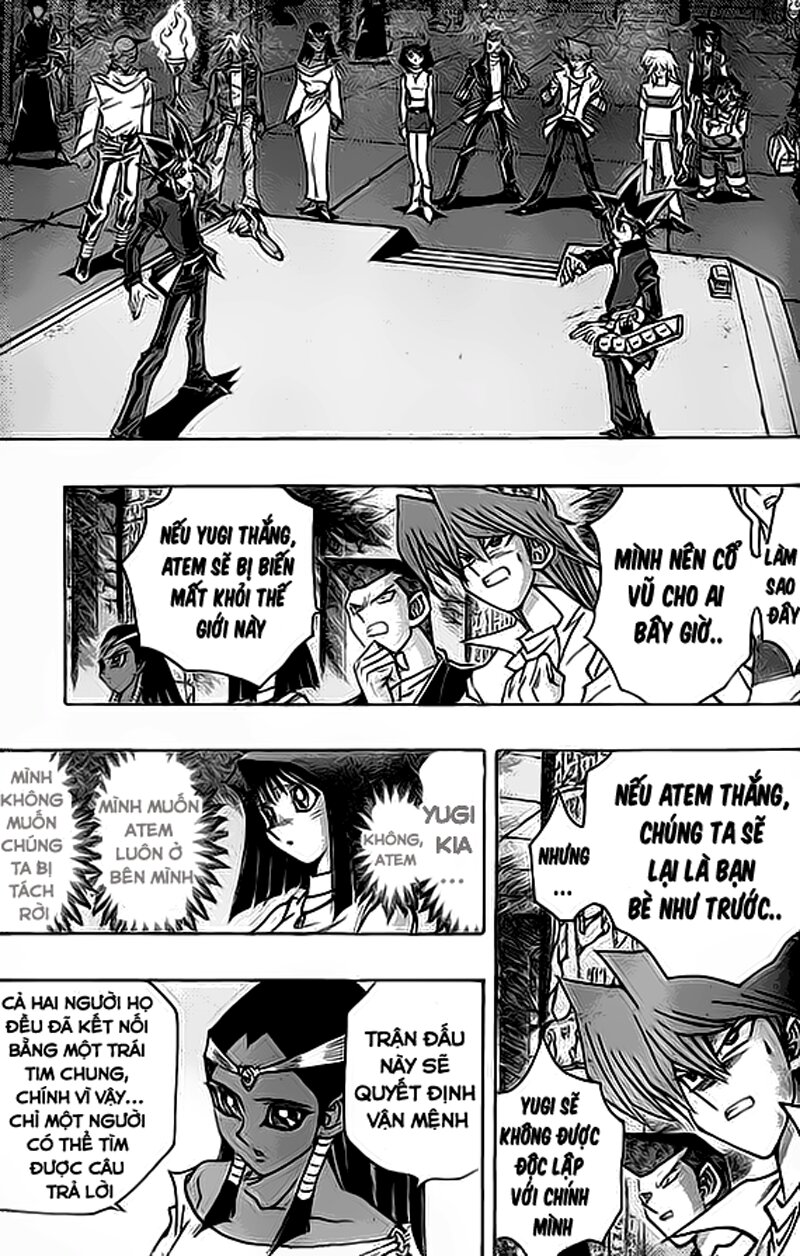 LÀM
SAO
ĐÂY
MÌNH NÊN CỔ
VŨ CHO AI
BÂY GIỜ..
NẾU YUGI THẮNG,
ATEM SẼ BỊ BIẾN
MẤT KHỎI THẾ
GIỚI NÀY
NẾU ATEM THẮNG,
CHÚNG TA SẼ
LẠI LÀ BẠN
BÈ NHƯ TRƯỚC..
NHƯNG
...
YUGI SẼ
KHÔNG ĐƯỢC
ĐỘC LẬP
VỚI CHÍNH
MÌNH
YUGI
KIA
...
KHÔNG,
ATEM
MÌNH MUỐN
ATEM
LUÔN Ở
BÊN MÌNH
MÌNH
KHÔNG
MUỐN
CHÚNG
TA BỊ
TÁCH
RỜI
TRẬN ĐẤU
NÀY SẼ
QUYẾT ĐỊNH
VẬN MỆNH
CẢ HAI NGƯỜI HỌ
ĐỀU ĐÃ KẾT NỐI
BẰNG MỘT TRÁI
TIM CHUNG,
CHÍNH VÌ VẬY...
CHỈ MỘT NGƯỜI
CÓ THỂ TÌM
ĐƯỢC CÂU
TRẢ LỜI